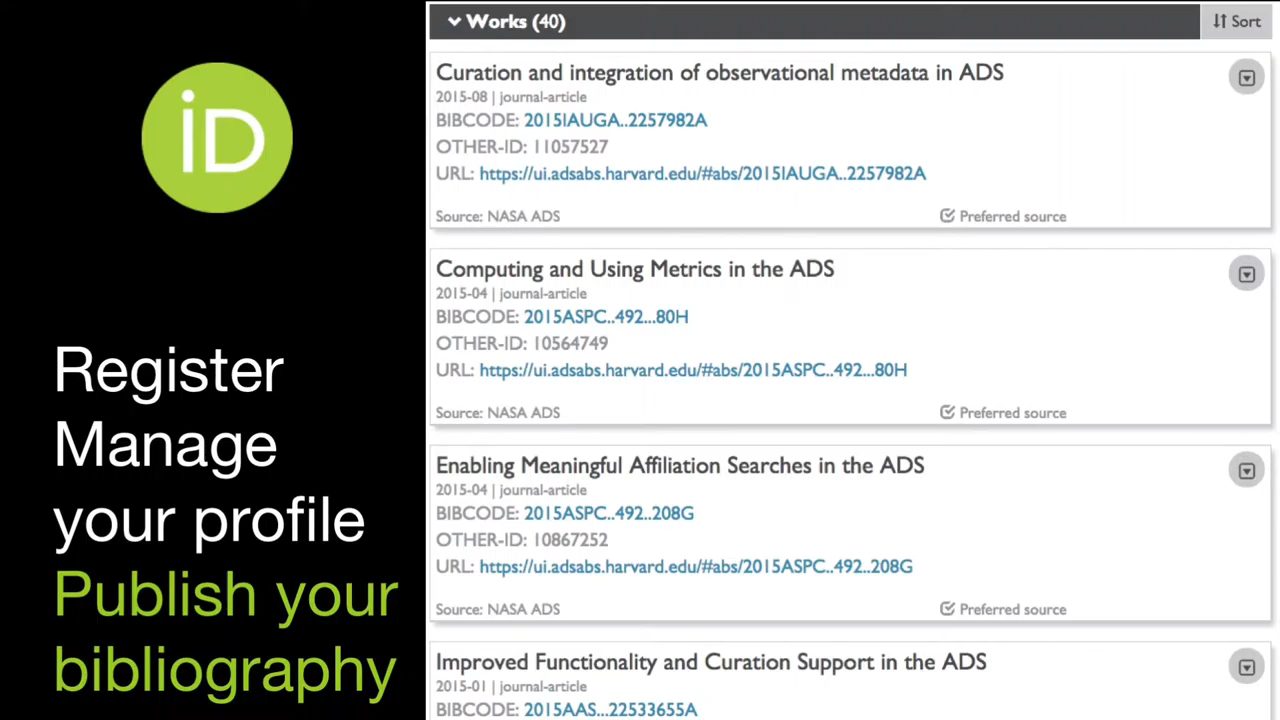 iD
Register
Manage
your profile
Publish your
bibliography
Works (40)
Sort
Curation and integration of observational metadata in ADS
2015-08 | journal-article
BIBCODE: 2015IAUGA..2257982A
OTHER-ID: 11057527
URL: https://ui.adsabs.harvard.edu/#abs/2015IAUGA..2257982A
Source: NASA ADS
Preferred source
Computing and Using Metrics in the ADS
2015-04 | journal-article
BIBCODE: 2015ASPC..492...80H
OTHER-ID: 10564749
URL: https://ui.adsabs.harvard.edu/#abs/2015ASPC..492...80H
Source: NASA ADS
Preferred source
Enabling Meaningful Affiliation Searches in the ADS
2015-04 | journal-article
BIBCODE: 2015ASPC..492..208G
OTHER-ID: 10867252
URL: https://ui.adsabs.harvard.edu/#abs/2015ASPC..492..208G
Source: NASA ADS
Preferred source
Improved Functionality and Curation Support in the ADS
2015-01 | journal-article
BIBCODE: 2015AAS...22533655A